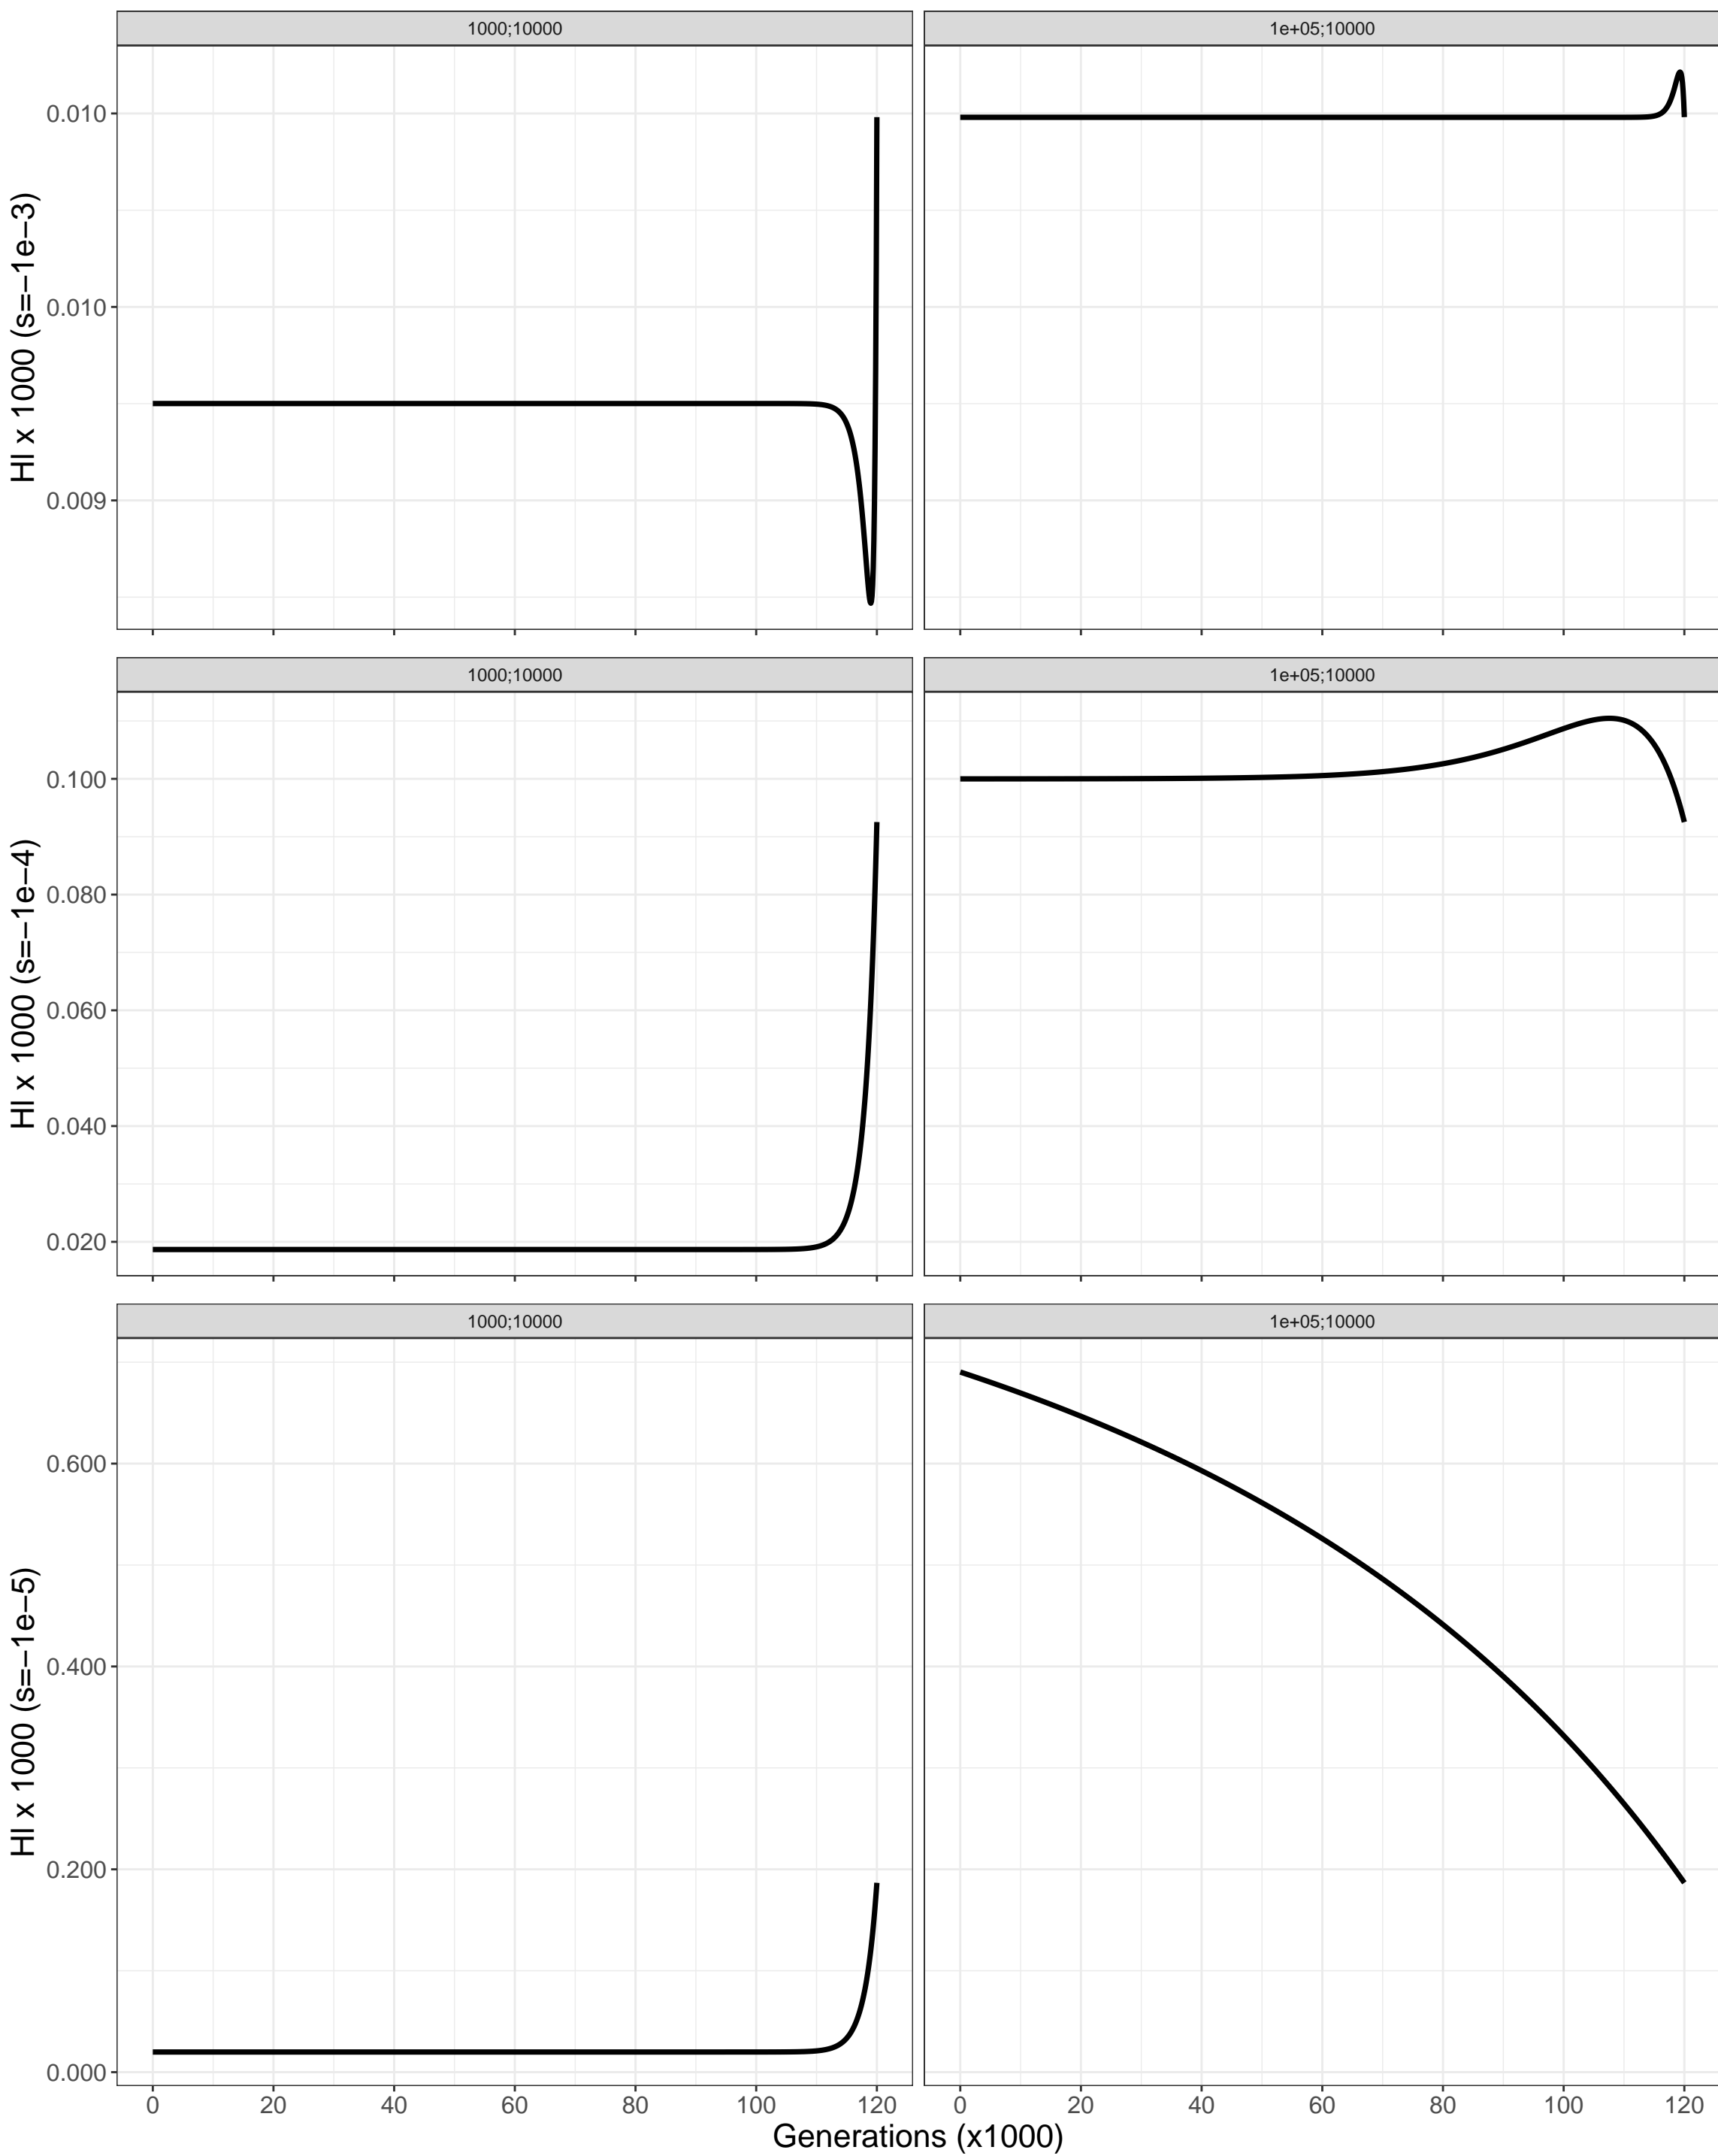 1000;10000
1e+05;10000
HI x 1000 (s=−1e−3)
0.010
0.010
0.009
1000;10000
1e+05;10000
HI x 1000 (s=−1e−4)
0.100
0.080
0.060
0.040
0.020
1000;10000
1e+05;10000
HI x 1000 (s=−1e−5)
0.600
0.400
0.200
0.000
0 20 40 60 80 100 120 0 20 40 60 80 100 120
Generations (x1000)